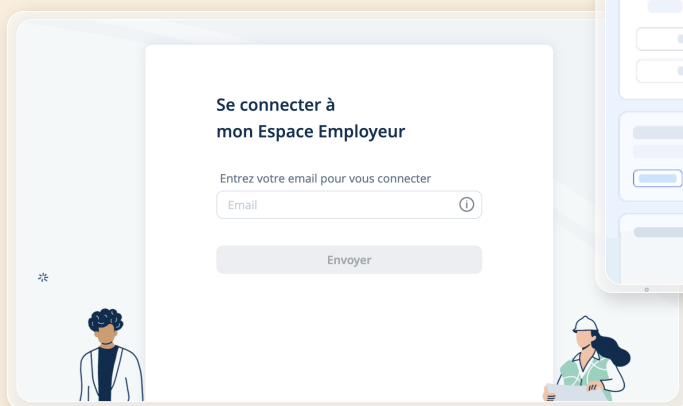 Se connecter à
mon Espace Employeur
Entrez votre email pour vous connecter
Email
Envoyer